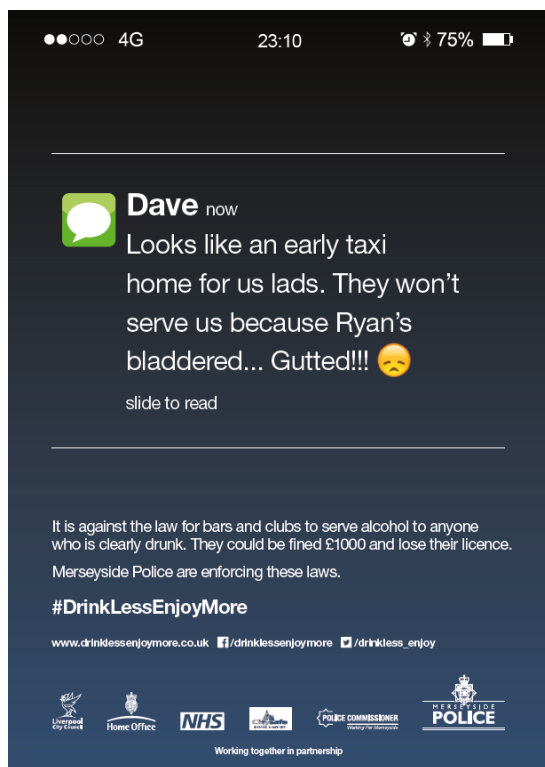 4G 23:10 75%
Dave now
Looks like an early taxi
home for us lads. They won't
serve us because Ryan's
bladdered... Gutted!!! 😞
slide to read
It is against the law for bars and clubs to serve alcohol to anyone
who is clearly drunk. They could be fined £1000 and lose their licence.
Merseyside Police are enforcing these laws.
#DrinkLessEnjoyMore
www.drinklessenjoymore.co.uk /drinklessenjoymore /drinkless_enjoy
Liverpool
City Council
Home Office
NHS
CitySafe
POLICE COMMISSIONER
Working For Merseyside
MERSEYSIDE
POLICE
Working together in partnership